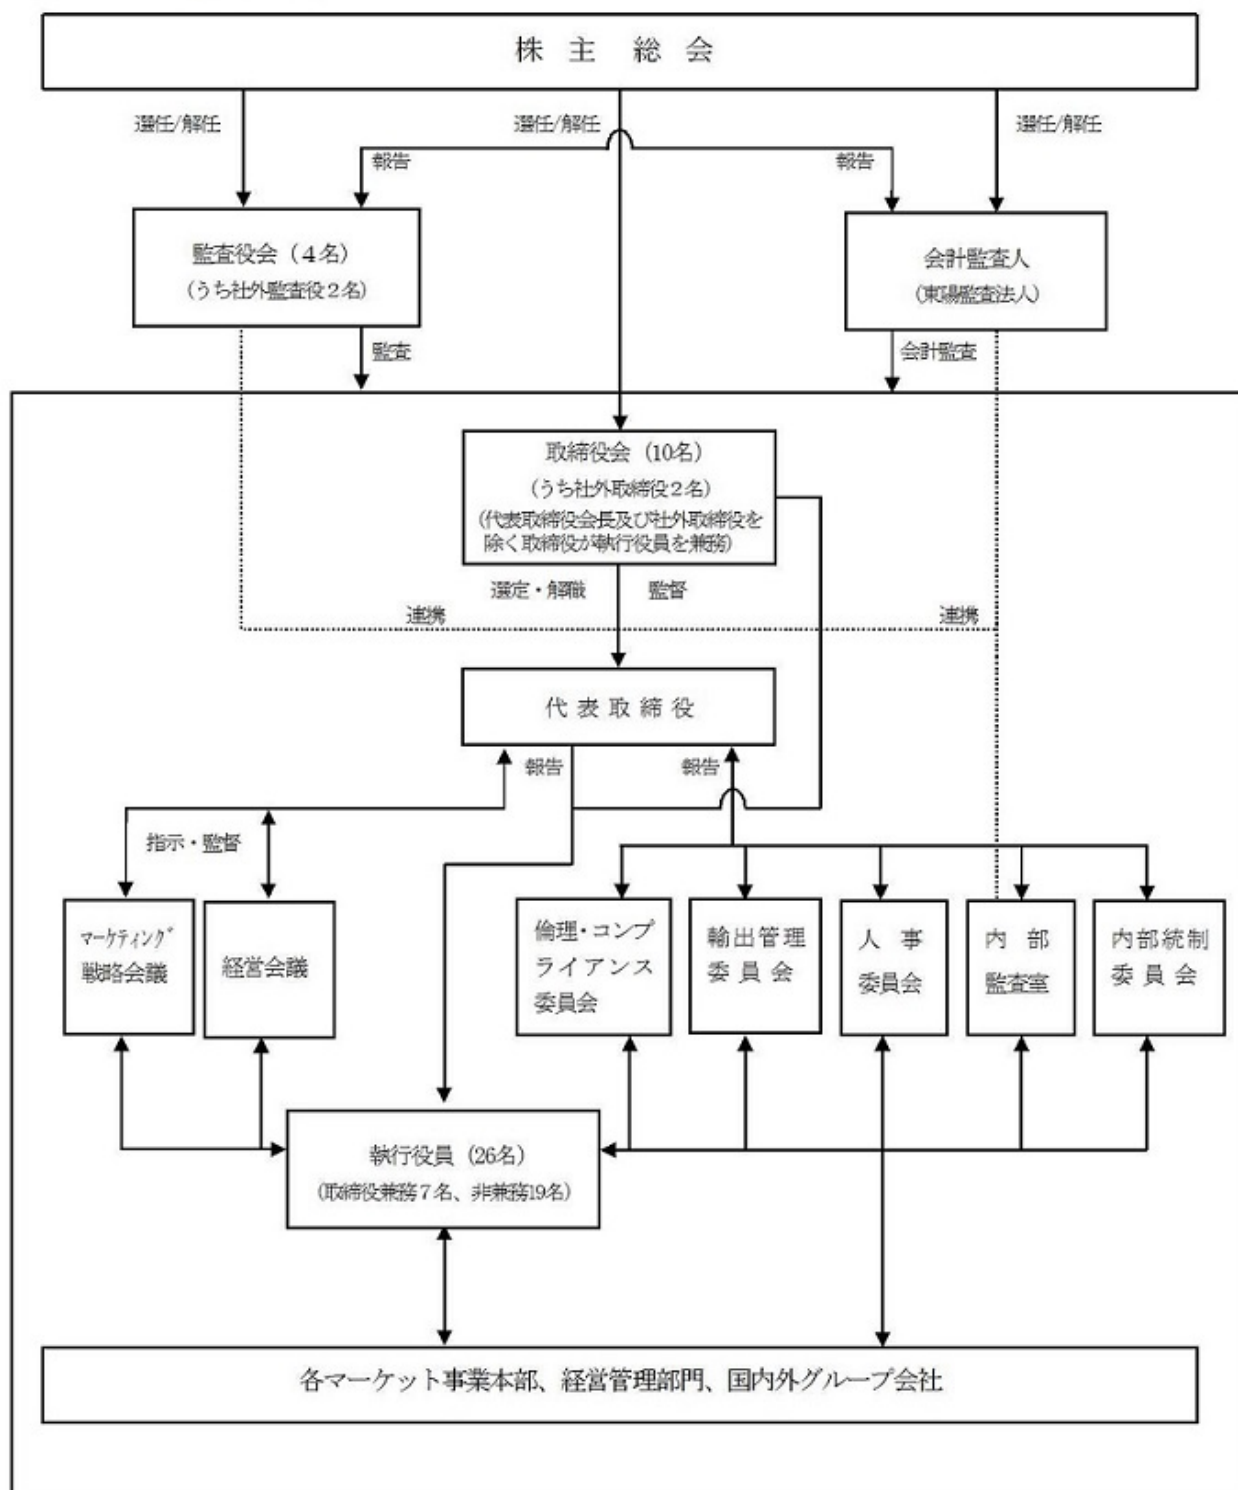 株 主 総 会
選任/解任
選任/解任
選任/解任
報告
報告
監査役会(4名)
(うち社外監査役2名)
会計監査人
(東陽監査法人)
監査
会計監査
取締役会(10名)
(うち社外取締役2名)
(代表取締役会長及び社外取締役を
除く取締役が執行役員を兼務)
選定・解職
監督
連携
連携
代 表 取 締 役
報告
報告
指示・監督
マーケティング
戦略会議
経営会議
倫理・コンプ
ライアンス
委員会
輸出管理
委 員 会
人 事
委員会
内 部
監査室
内部統制
委 員 会
執行役員(26名)
(取締役兼務7名、非兼務19名)
各マーケット事業本部、経営管理部門、国内外グループ会社